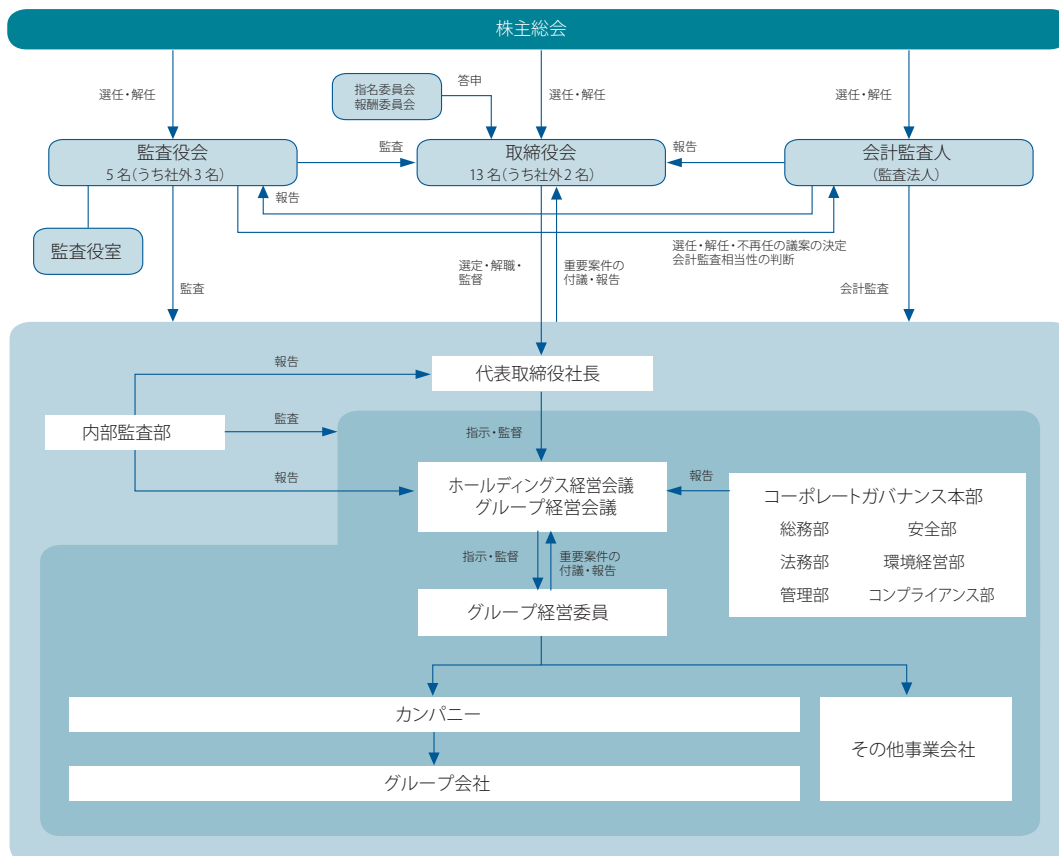 株主総会
選任・解任
指名委員会
報酬委員会
答申
選任・解任
選任・解任
監査役会
5名(うち社外3名)
監査
取締役会
13名(うち社外2名)
報告
会計監査人
(監査法人)
報告
監査役室
選任・解任・不再任の議案の決定
会計監査相当性の判断
選定・解職・
監督
重要案件の
付議・報告
監査
会計監査
報告
代表取締役社長
内部監査部
監査
指示・監督
報告
ホールディングス経営会議
グループ経営会議
報告
コーポレートガバナンス本部
総務部
安全部
法務部
環境経営部
管理部
コンプライアンス部
指示・監督
重要案件の
付議・報告
グループ経営委員
カンパニー
その他事業会社
グループ会社